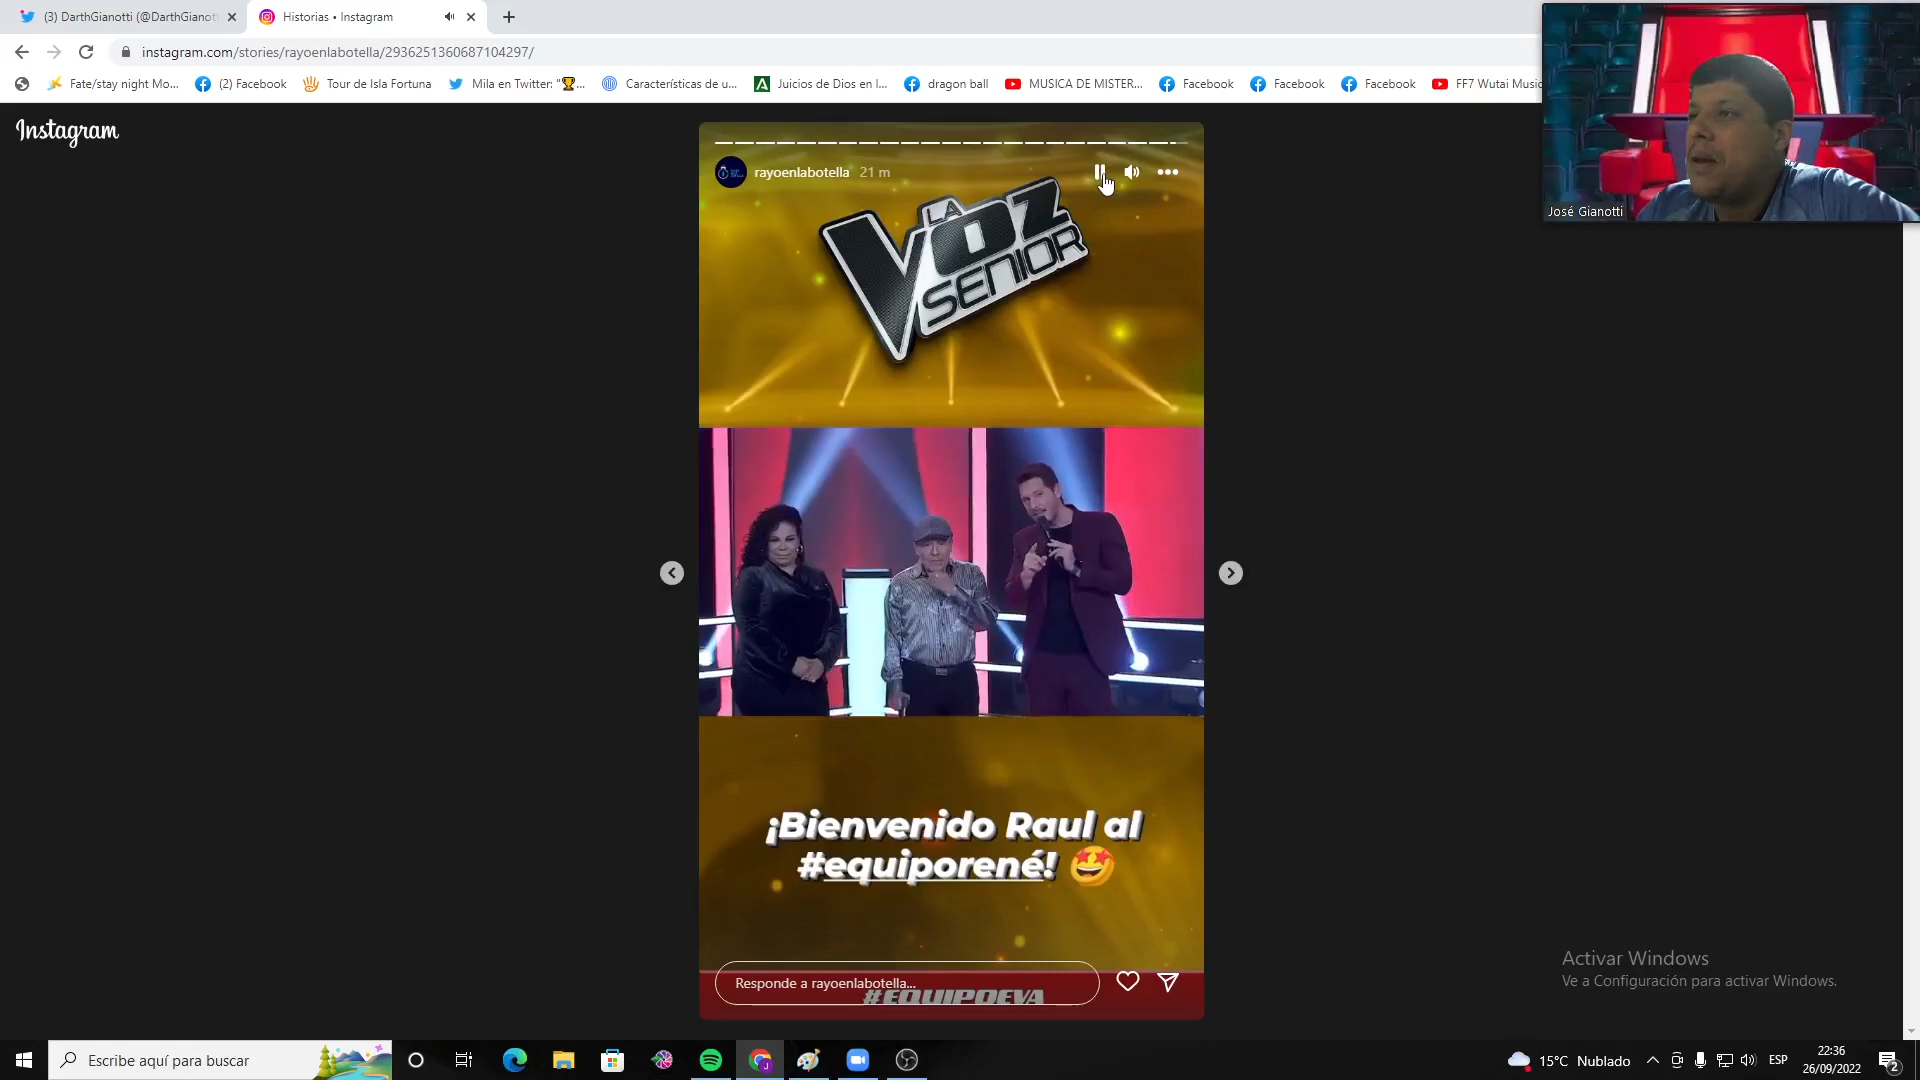 (3) DarthGianotti (@DarthGianot
Historias • Instagram
instagram.com/stories/rayoenlabotella/2936251360687104297/
Fate/stay night Mo...
(2) Facebook
Tour de Isla Fortuna
Mila en Twitter: "🏆...
Características de u...
Juicios de Dios en l...
dragon ball
MUSICA DE MISTER...
Facebook
Facebook
Facebook
FF7 Wutai Music
José Gianotti
Instagram
rayoenlabotella 21 m
LA
VOZ
SENIOR
¡Bienvenido Raul al
#equiporené! 🤩
Responde a rayoenlabotella...
#EQUIPOEVA
Activar Windows
Ve a Configuración para activar Windows.
Escribe aquí para buscar
15°C Nublado
ESP
22:36
26/09/2022
2